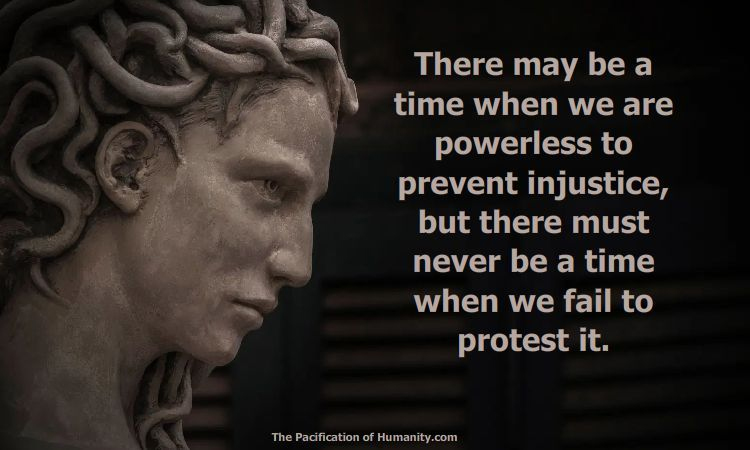 There may be a
time when we are
powerless to
prevent injustice,
but there must
never be a time
when we fail to
protest it.
The Pacification of Humanity.com